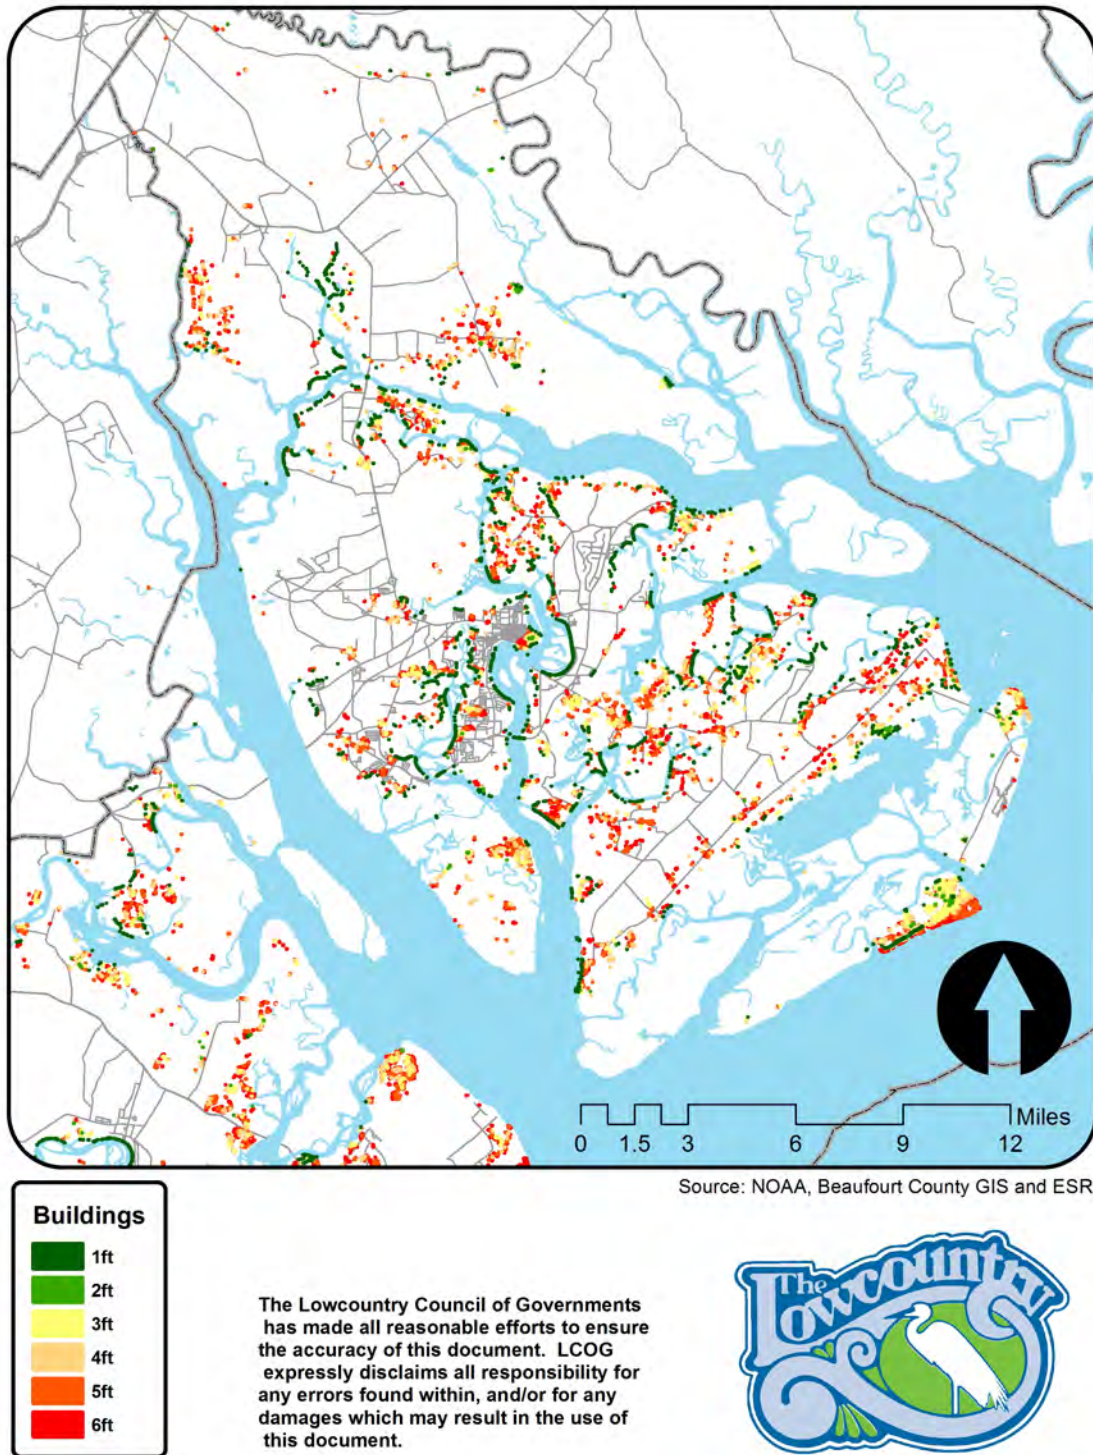 Miles
0 1.5 3 6 9 12
Source: NOAA, Beaufourt County GIS and ESR
Buildings
1ft
2ft
3ft
4ft
5ft
6ft
The Lowcountry Council of Governments
has made all reasonable efforts to ensure
the accuracy of this document. LCOG
expressly disclaims all responsibility for
any errors found within, and/or for any
damages which may result in the use of
this document.
The
Lowcountry